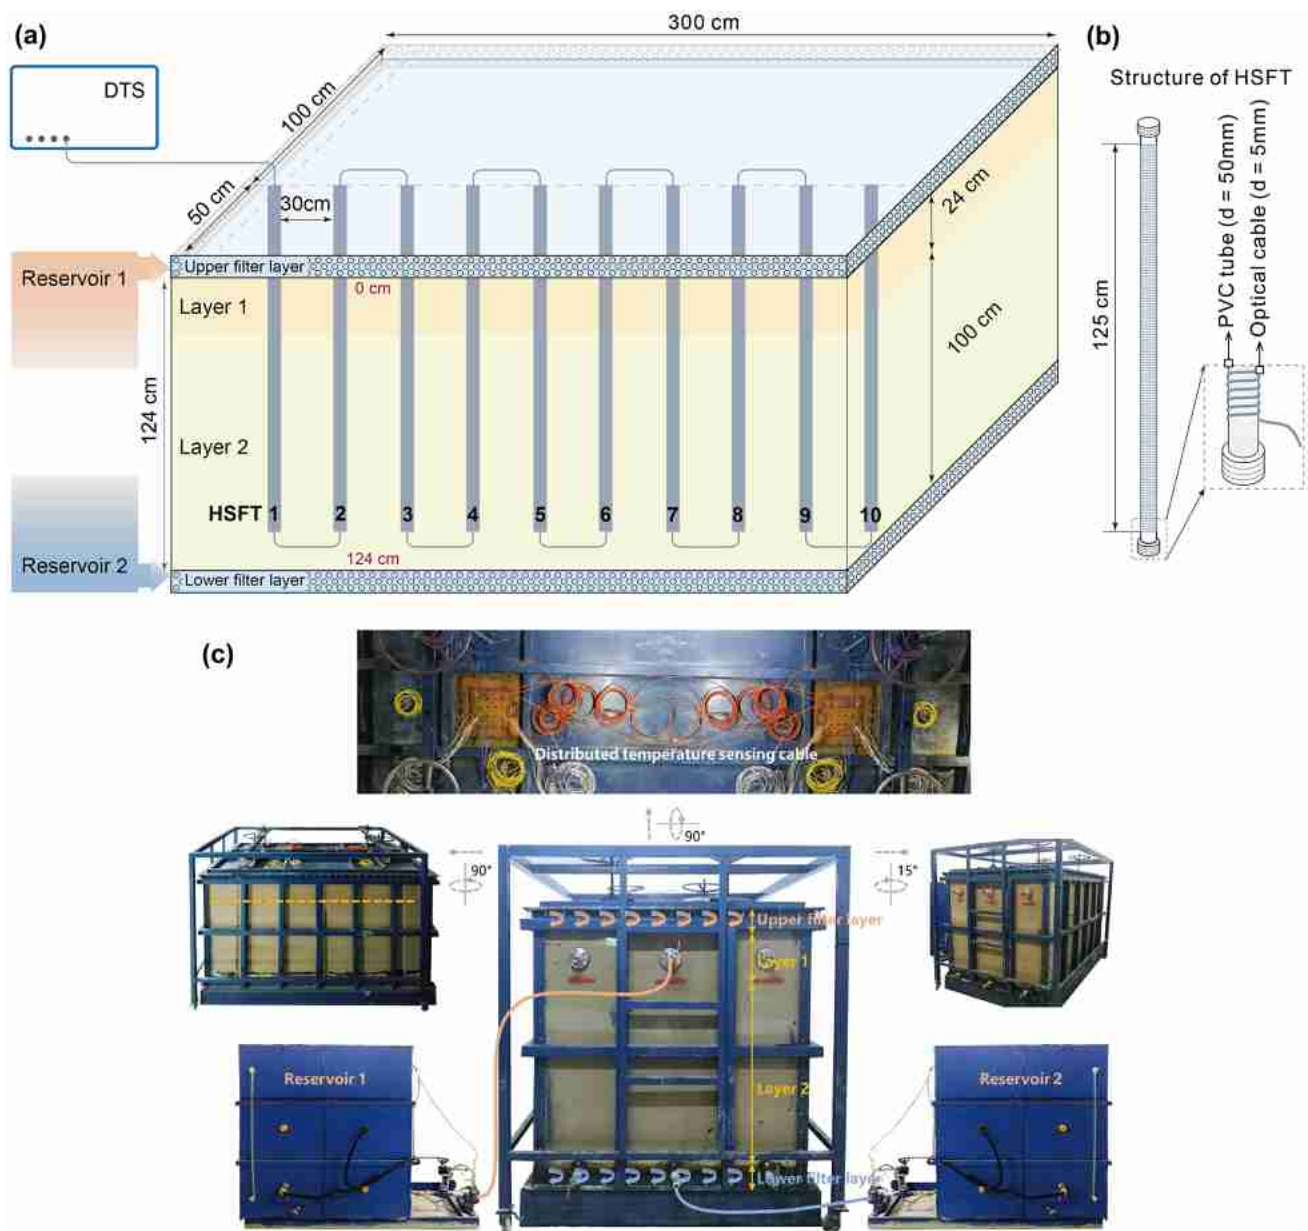 (a)
300 cm
(b)
DTS
100 cm
Structure of HSFT
50 cm
30cm
24 cm
125 cm
PVC tube (d = 50mm)
Optical cable (d = 5mm)
Reservoir 1
Upper filter layer
0 cm
Layer 1
100 cm
124 cm
Layer 2
HSFT 1 2 3 4 5 6 7 8 9 10
Reservoir 2
124 cm
Lower filter layer
(c)
Distributed temperature sensing cable
90°
90°
15°
Upper filter layer
Layer 1
Reservoir 1
Layer 2
Reservoir 2
Lower filter layer